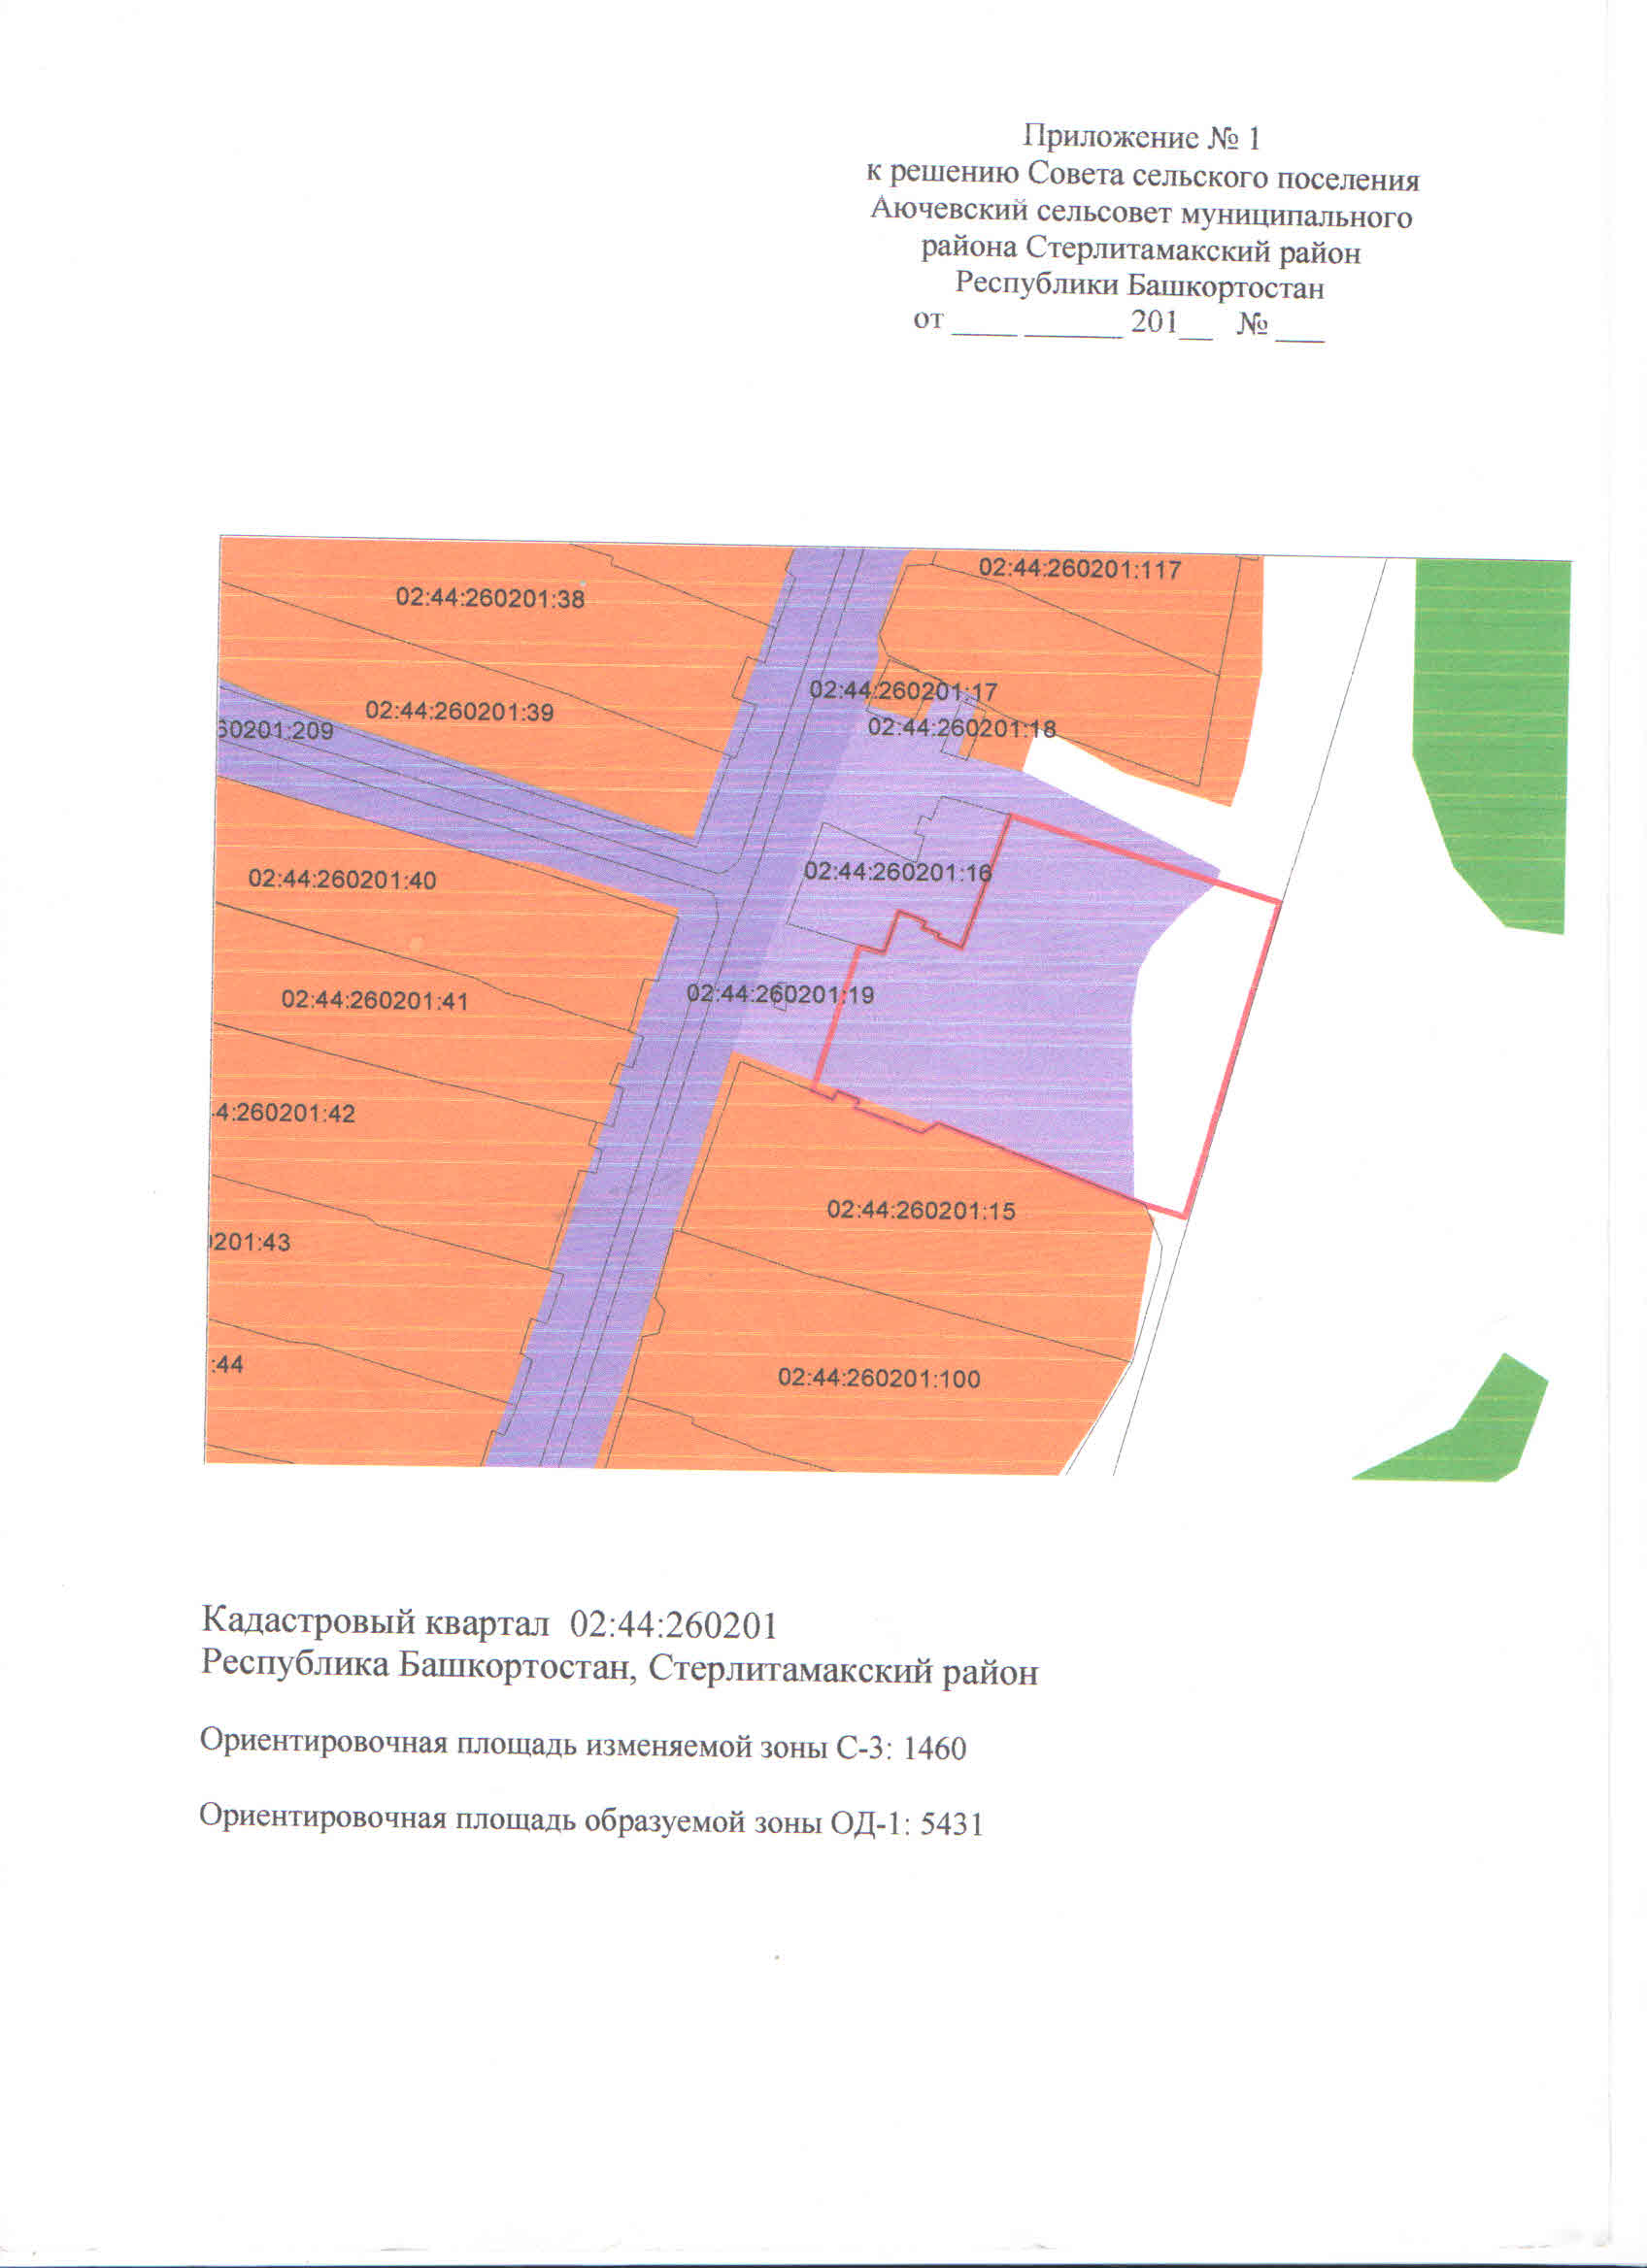 Приложение № 1
к решению Совета сельского поселения
Аючевский сельсовет муниципального
района Стерлитамакский район
Республики Башкортостан
от ____ ______ 201__ № ___
02:44:260201:117
02:44:260201:38
02:44:260201:17
02:44:260201:39
02:44:260201:18
60201:209
02:44:260201:16
02:44:260201:40
02:44:260201:19
02:44:260201:41
4:260201:42
02:44:260201:15
201:43
:44
02:44:260201:100
Кадастровый квартал 02:44:260201
Республика Башкортостан, Стерлитамакский район
Ориентировочная площадь изменяемой зоны С-3: 1460
Ориентировочная площадь образуемой зоны ОД-1: 5431